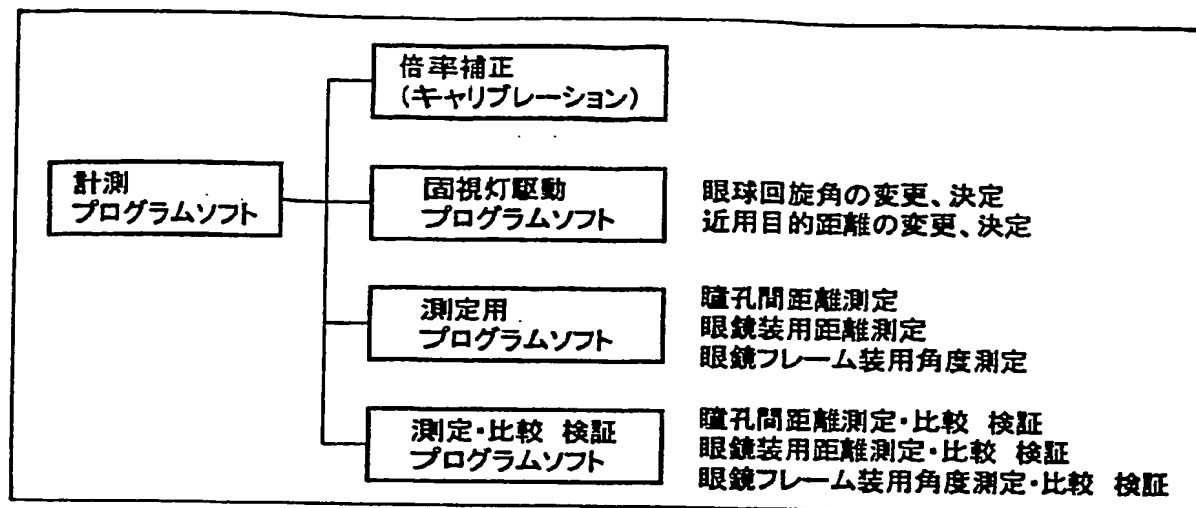 倍率補正
(キャリブレーション)
計測
プログラムソフト
固視灯駆動
プログラムソフト
眼球回旋角の変更、決定
近用目的距離の変更、決定
測定用
プログラムソフト
瞳孔間距離測定
眼鏡装用距離測定
眼鏡フレーム装用角度測定
測定・比較 検証
プログラムソフト
瞳孔間距離測定・比較 検証
眼鏡装用距離測定・比較 検証
眼鏡フレーム装用角度測定・比較 検証